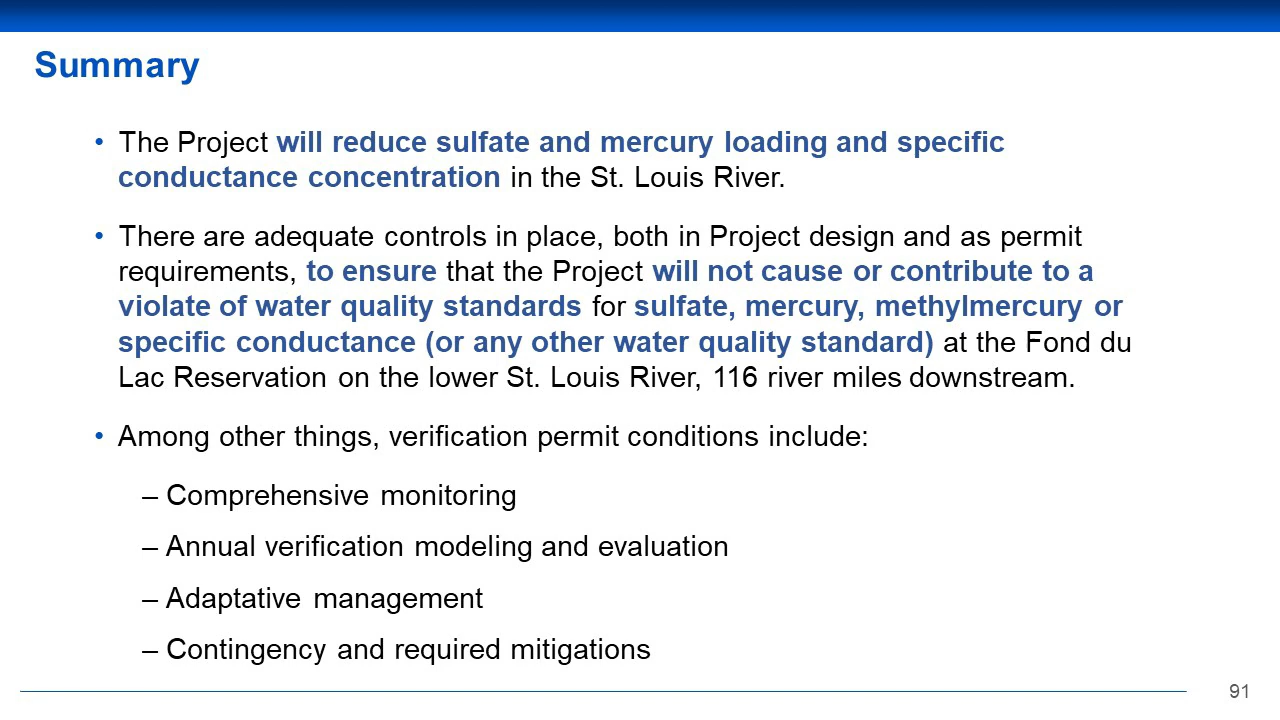 Summary
• The Project will reduce sulfate and mercury loading and specific
conductance concentration in the St. Louis River.
• There are adequate controls in place, both in Project design and as permit
requirements, to ensure that the Project will not cause or contribute to a
violate of water quality standards for sulfate, mercury, methylmercury or
specific conductance (or any other water quality standard) at the Fond du
Lac Reservation on the lower St. Louis River, 116 river miles downstream.
• Among other things, verification permit conditions include:
– Comprehensive monitoring
– Annual verification modeling and evaluation
– Adaptative management
– Contingency and required mitigations
91